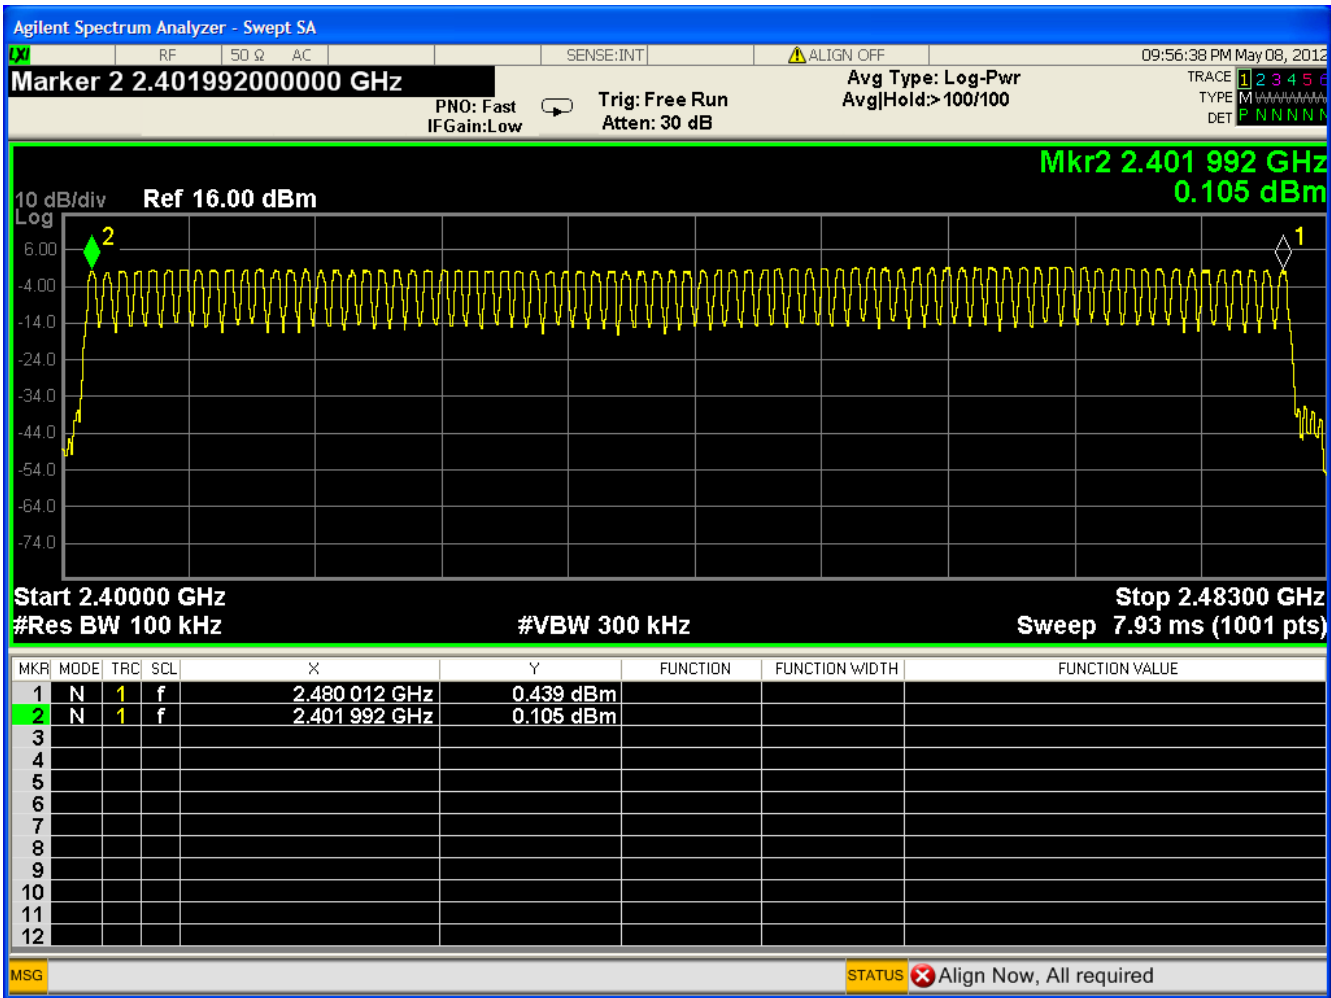 Agilent Spectrum Analyzer - Swept SA
LXI RF 50 Ω AC SENSE:INT ALIGN OFF 09:56:38 PM May 08, 2012
Marker 2 2.401992000000 GHz
PNO: Fast
IFGain:Low
Trig: Free Run
Atten: 30 dB
Avg Type: Log-Pwr
Avg|Hold:>100/100
TRACE 1 2 3 4 5 6
TYPE M
DET P N N N N N
Mkr2 2.401 992 GHz
0.105 dBm
10 dB/div Ref 16.00 dBm
Log
2
1
6.00
-4.00
-14.0
-24.0
-34.0
-44.0
-54.0
-64.0
-74.0
Start 2.40000 GHz Stop 2.48300 GHz
#Res BW 100 kHz #VBW 300 kHz Sweep 7.93 ms (1001 pts)
MKR MODE TRC SCL X Y FUNCTION FUNCTION WIDTH FUNCTION VALUE
1 N 1 f 2.480 012 GHz 0.439 dBm
2 N 1 f 2.401 992 GHz 0.105 dBm
3
4
5
6
7
8
9
10
11
12
MSG STATUS Align Now, All required